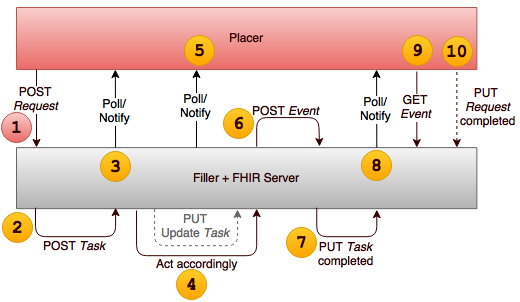 Placer
5
9
10
POST
Request
1
Poll/
Notify
3
Poll/
Notify
6
POST Event
Poll/
Notify
8
GET
Event
PUT
Request
completed
Filler + FHIR Server
2
POST Task
PUT
Update Task
Act accordingly
4
7
PUT Task
completed